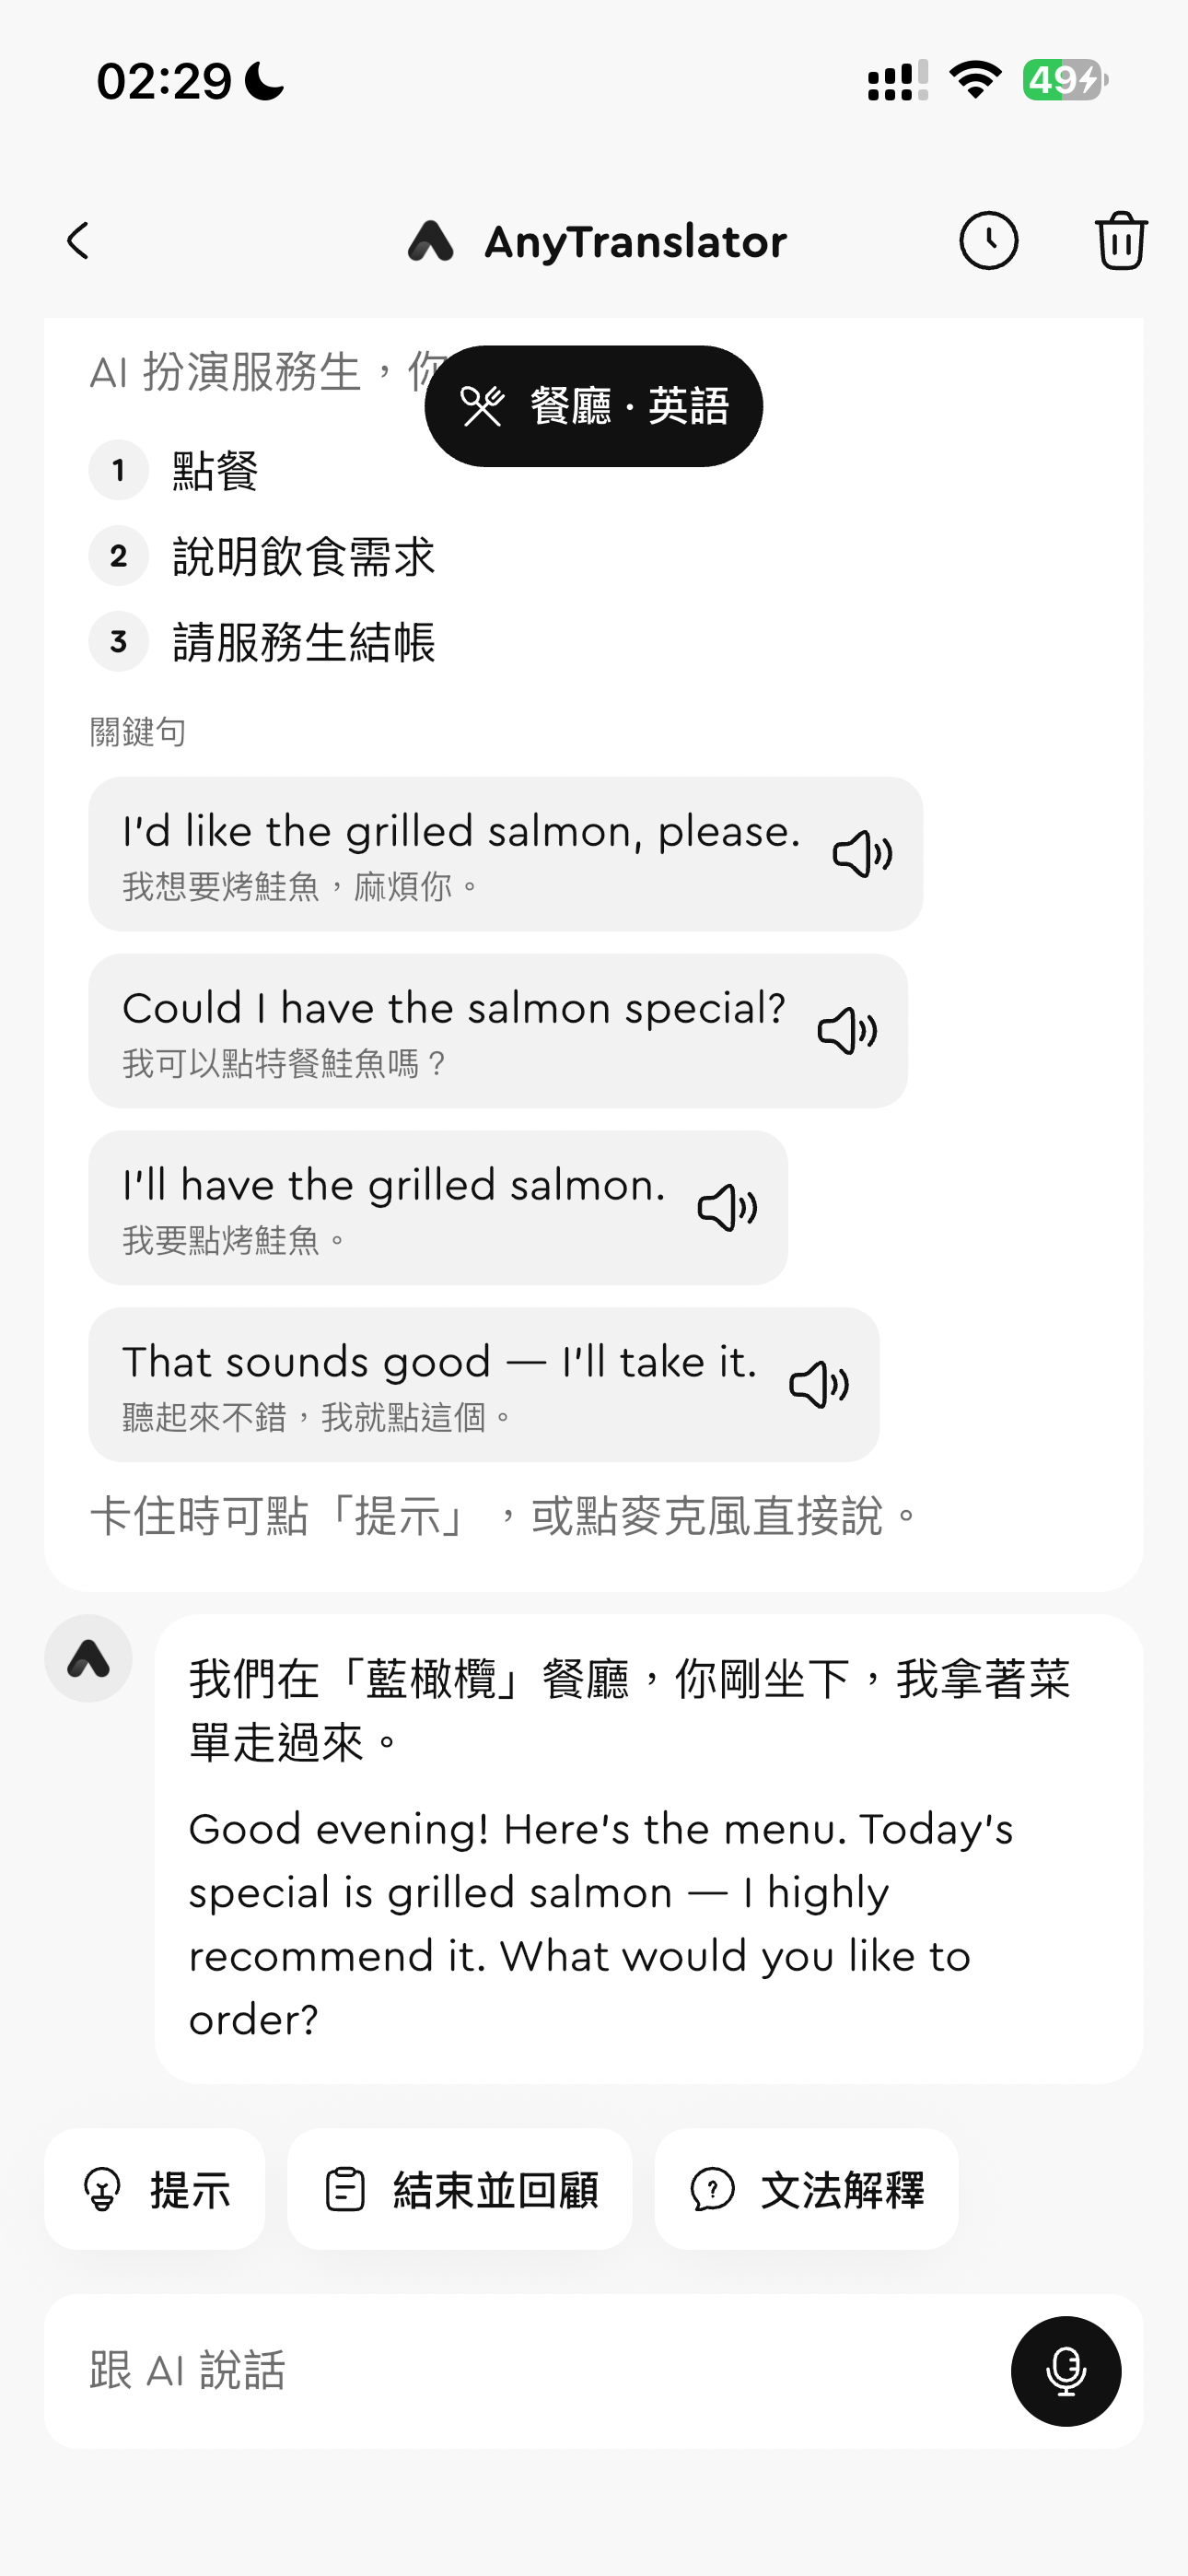 02:29
49
AnyTranslator
AI 扮演服務生，你
餐廳 · 英語
1 點餐
2 說明飲食需求
3 請服務生結帳
關鍵句
I'd like the grilled salmon, please.
我想要烤鮭魚，麻煩你。
Could I have the salmon special?
我可以點特餐鮭魚嗎？
I'll have the grilled salmon.
我要點烤鮭魚。
That sounds good — I'll take it.
聽起來不錯，我就點這個。
卡住時可點「提示」，或點麥克風直接說。
我們在「藍橄欖」餐廳，你剛坐下，我拿著菜
單走過來。
Good evening! Here's the menu. Today's
special is grilled salmon — I highly
recommend it. What would you like to
order?
提示
結束並回顧
文法解釋
跟 AI 說話